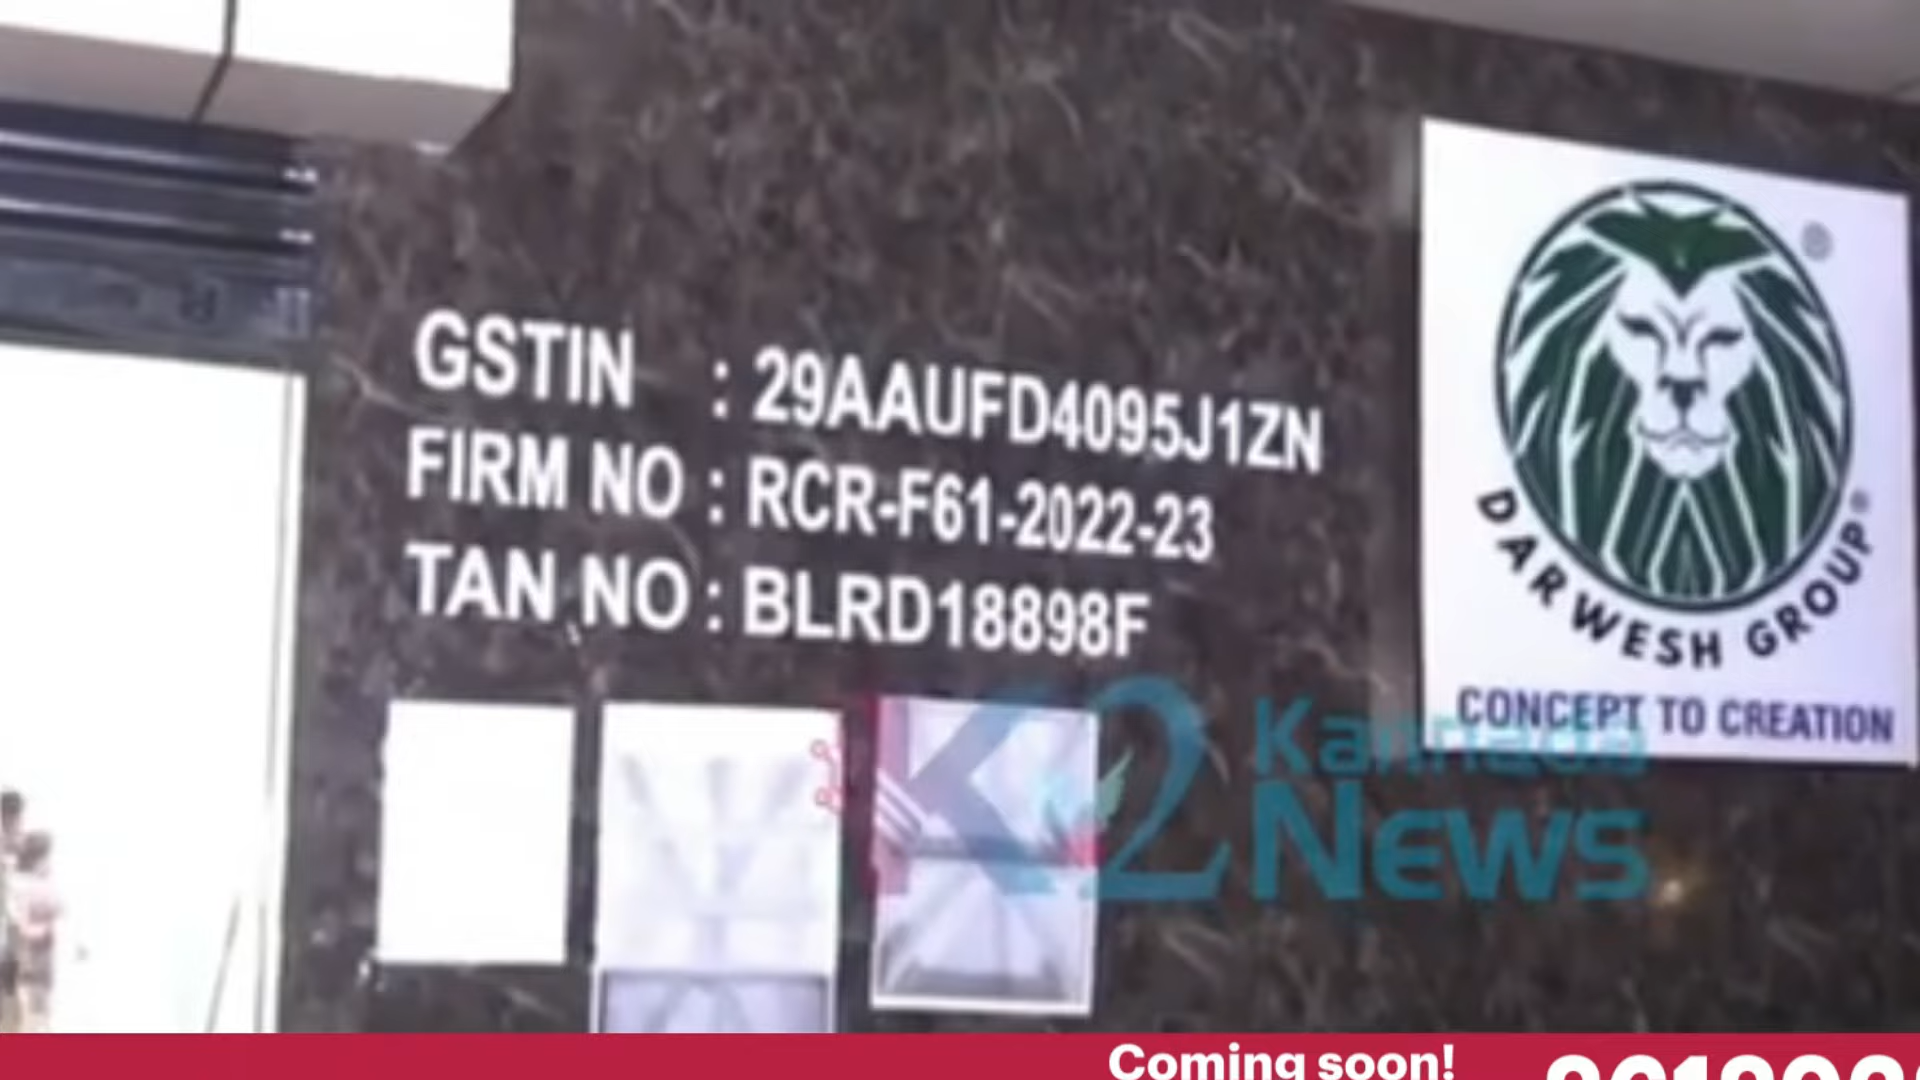 GSTIN : 29AAUFD4095J1ZN
FIRM NO : RCR-F61-2022-23
TAN NO : BLRD18898F
®
DARWESH GROUP®
CONCEPT TO CREATION
K2 Kannada
News
Coming soon!